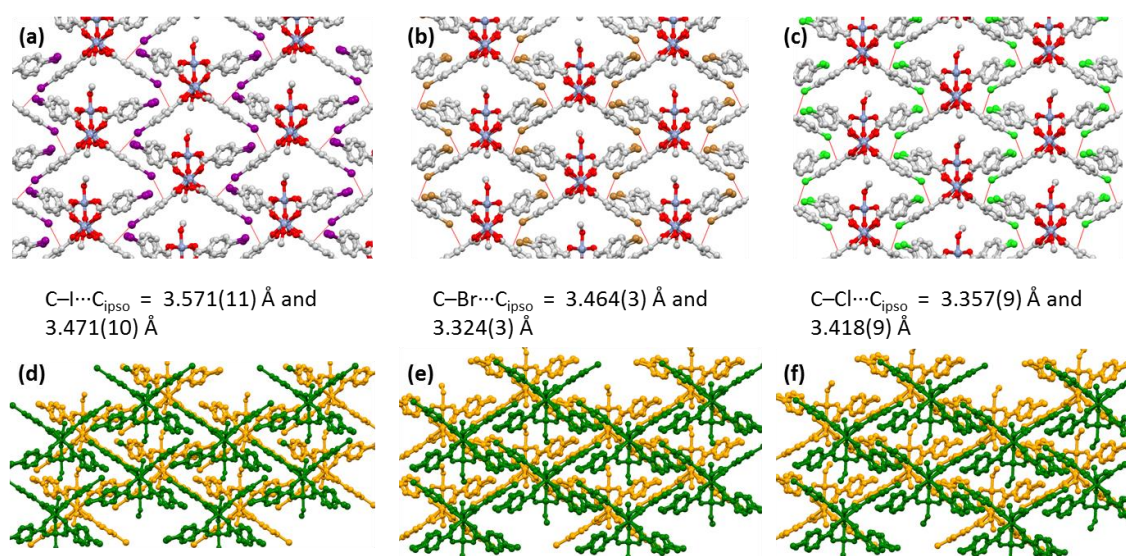 (a)
(b)
(c)
C–I···Cipso = 3.571(11) Å and
3.471(10) Å
C–Br···Cipso = 3.464(3) Å and
3.324(3) Å
C–Cl···Cipso = 3.357(9) Å and
3.418(9) Å
(d)
(e)
(f)